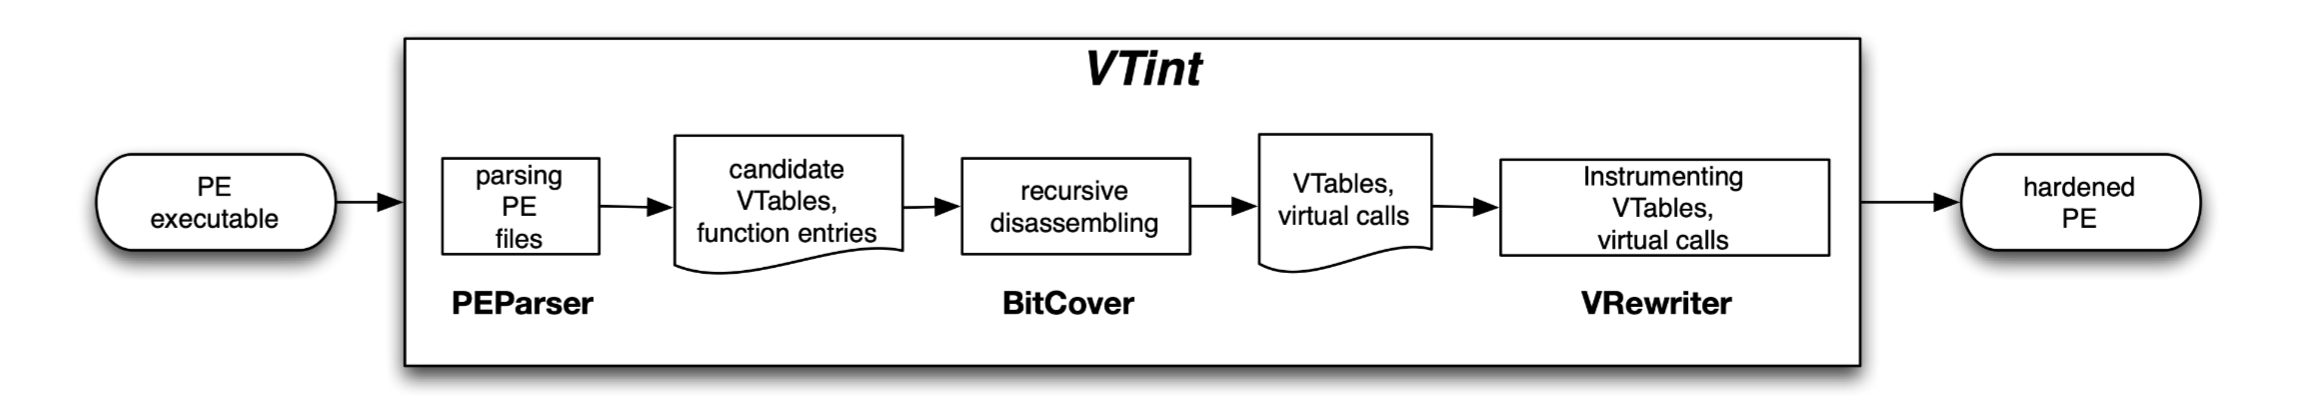 VTint
PE
executable
parsing
PE
files
candidate
VTables,
function entries
recursive
disassembling
VTables,
virtual calls
Instrumenting
VTables,
virtual calls
hardened
PE
PEParser
BitCover
VRewriter